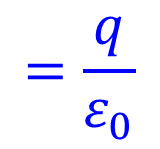 = q / ε₀